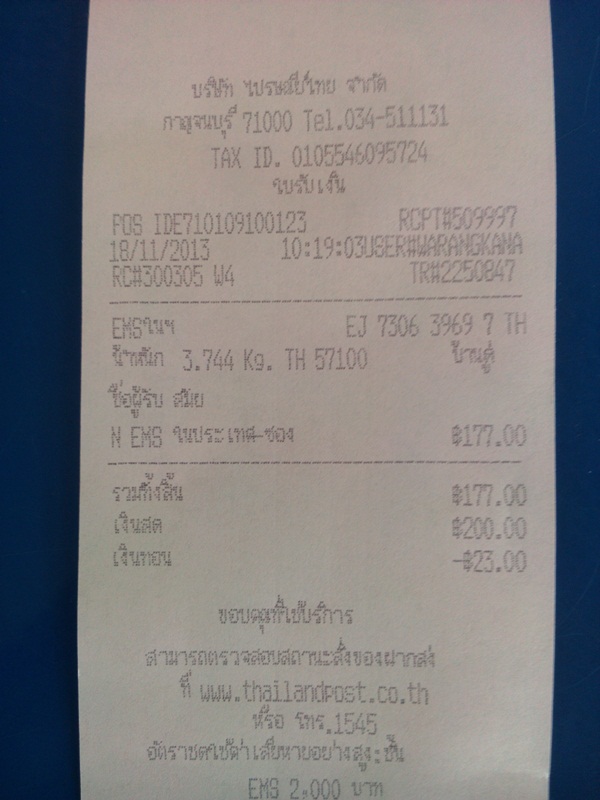 บริษัท ไปรษณีย์ไทย จำกัด
กาญจนบุรี 71000 Tel.034-511131
TAX ID. 0105546095724
ใบรับเงิน
POS IDE710109100123 RCPT#509997
18/11/2013 10:19:03USER#WARANGKANA
RC#300305 W4 TR#2250847
EMSในฯ EJ 7306 3969 7 TH
น้ำหนัก 3.744 Kg. TH 57100 บ้านดู่
ชื่อผู้รับ สมัย
N EMS ในประเทศ-ซอง ฿177.00
รวมทั้งสิ้น ฿177.00
เงินสด ฿200.00
เงินทอน -฿23.00
ขอบคุณที่ใช้บริการ
สามารถตรวจสอบสถานะสิ่งของฝากส่ง
ที่ www.thailandpost.co.th
หรือ โทร.1545
อัตราชดใช้ค่าเสียหายอย่างสูง:ชิ้น
EMS 2,000 บาท